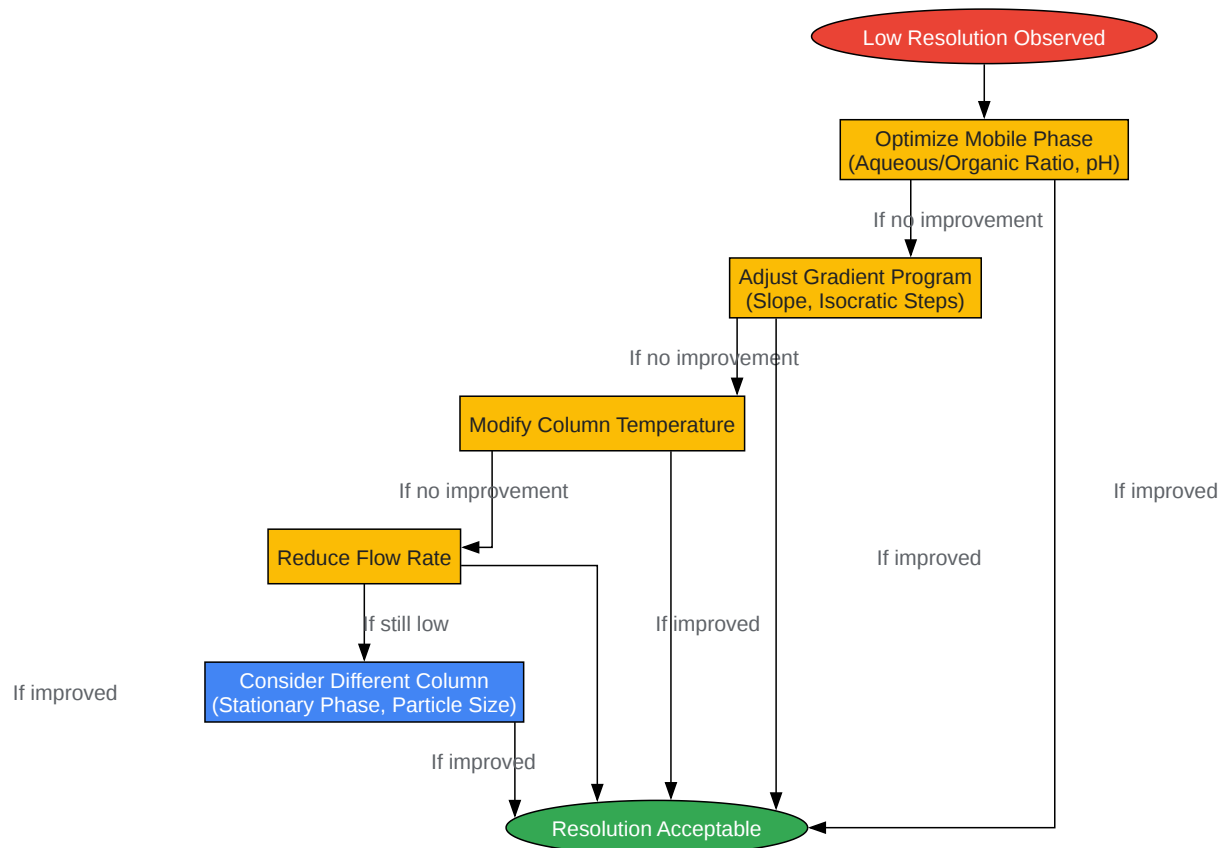 Low Resolution Observed
Optimize Mobile Phase
(Aqueous/Organic Ratio, pH)
If no improvement
Adjust Gradient Program
(Slope, Isocratic Steps)
If no improvement
Modify Column Temperature
If no improvement
If improved
Reduce Flow Rate
If improved
If still low
If improved
Consider Different Column
(Stationary Phase, Particle Size)
If improved
If improved
Resolution Acceptable